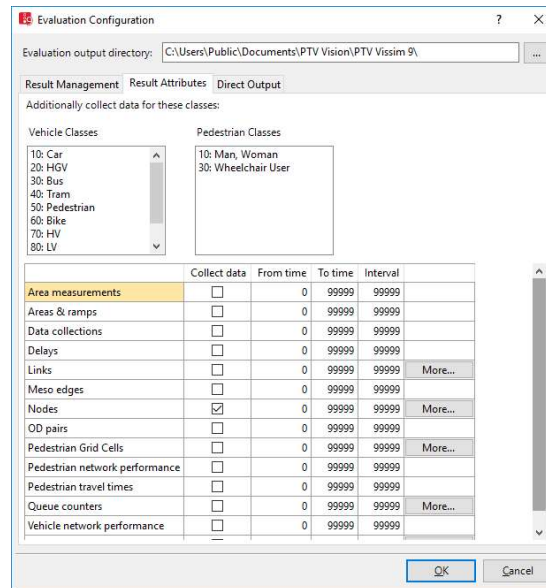 Evaluation Configuration ? ×
Evaluation output directory: C:\Users\Public\Documents\PTV Vision\PTV Vissim 9\ ...
Result Management Result Attributes Direct Output
Additionally collect data for these classes:
Vehicle Classes Pedestrian Classes
10: Car 10: Man, Woman
20: HGV 30: Wheelchair User
30: Bus
40: Tram
50: Pedestrian
60: Bike
70: HV
80: LV
Collect data From time To time Interval
Area measurements 0 99999 99999
Areas & ramps 0 99999 99999
Data collections 0 99999 99999
Delays 0 99999 99999
Links 0 99999 99999 More...
Meso edges 0 99999 99999
Nodes 0 99999 99999 More...
OD pairs 0 99999 99999
Pedestrian Grid Cells 0 99999 99999 More...
Pedestrian network performance 0 99999 99999
Pedestrian travel times 0 99999 99999
Queue counters 0 99999 99999 More...
Vehicle network performance 0 99999 99999
OK Cancel